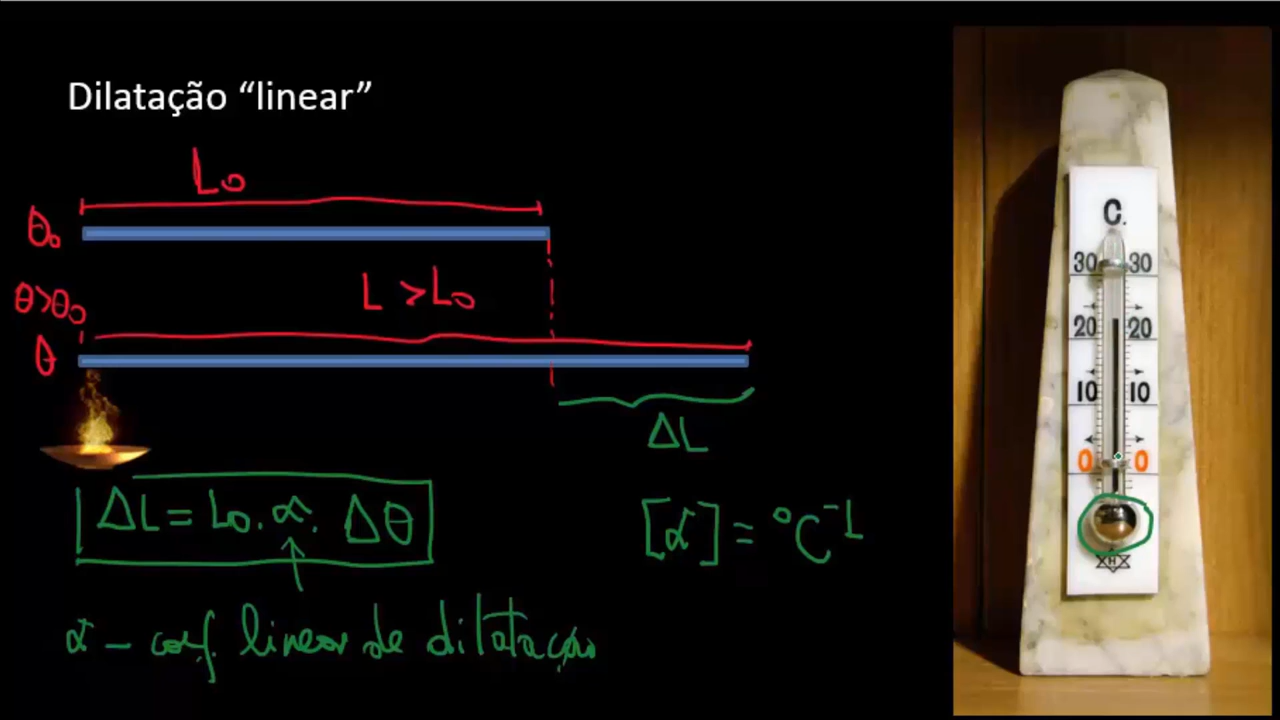 Dilatação “linear”
L₀
θ₀
L > L₀
θ>θ₀
θ
ΔL
ΔL = L₀ . α . Δθ
[α] = °C⁻¹
α - coef. linear de dilatação
C.
30 30
20 20
10 10
0 0
H